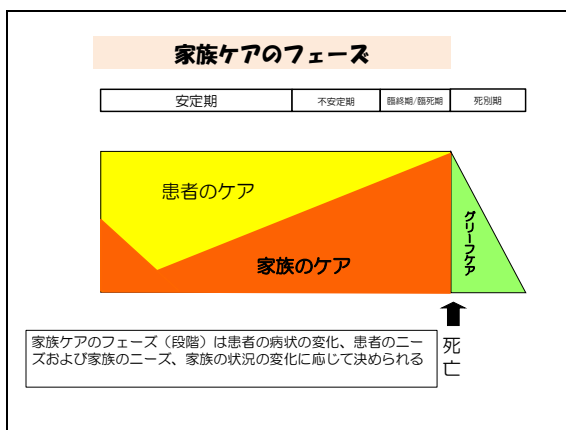 家族ケアのフェーズ
安定期
不安定期
臨終期/臨死期
死別期
患者のケア
家族のケア
グリーフケア
死亡
家族ケアのフェーズ（段階）は患者の病状の変化、患者のニー
ズおよび家族のニーズ、家族の状況の変化に応じて決められる